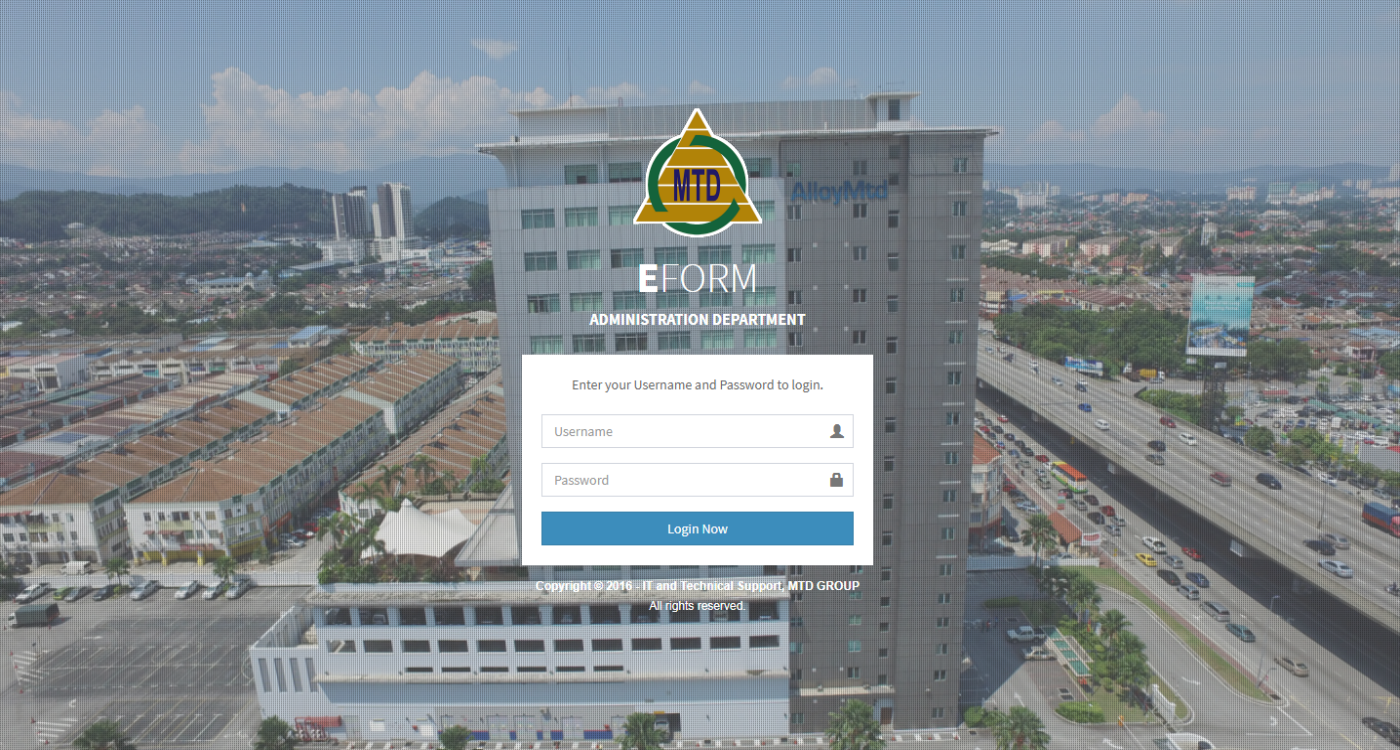 MTD
AlloyMtd
EFORM
ADMINISTRATION DEPARTMENT
Enter your Username and Password to login.
Username
Password
Login Now
Copyright © 2016 - IT and Technical Support, MTD GROUP
All rights reserved.